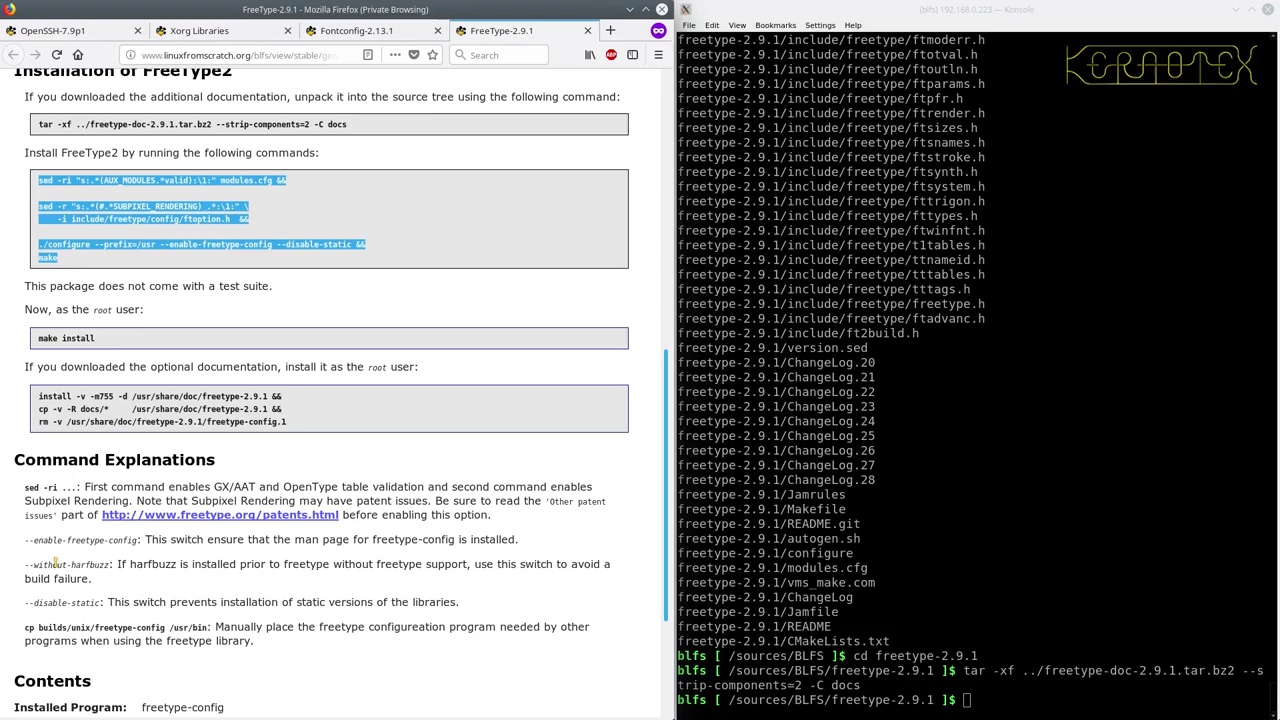 FreeType-2.9.1 - Mozilla Firefox (Private Browsing)
OpenSSH-7.9p1
Xorg Libraries
Fontconfig-2.13.1
FreeType-2.9.1
www.linuxfromscratch.org/blfs/view/stable/ge
Search
ABP
Installation of FreeType2
If you downloaded the additional documentation, unpack it into the source tree using the following command:
tar -xf ../freetype-doc-2.9.1.tar.bz2 --strip-components=2 -C docs
Install FreeType2 by running the following commands:
sed -ri "s:.*(AUX_MODULES.*valid):\1:" modules.cfg &&
sed -r "s:.*(#.*SUBPIXEL_RENDERING) .*:\1:" \
-i include/freetype/config/ftoption.h &&
./configure --prefix=/usr --enable-freetype-config --disable-static &&
make
This package does not come with a test suite.
Now, as the root user:
make install
If you downloaded the optional documentation, install it as the root user:
install -v -m755 -d /usr/share/doc/freetype-2.9.1 &&
cp -v -R docs/* /usr/share/doc/freetype-2.9.1 &&
rm -v /usr/share/doc/freetype-2.9.1/freetype-config.1
Command Explanations
sed -ri ...: First command enables GX/AAT and OpenType table validation and second command enables
Subpixel Rendering. Note that Subpixel Rendering may have patent issues. Be sure to read the 'Other patent
issues' part of http://www.freetype.org/patents.html before enabling this option.
--enable-freetype-config: This switch ensure that the man page for freetype-config is installed.
--without-harfbuzz: If harfbuzz is installed prior to freetype without freetype support, use this switch to avoid a
build failure.
--disable-static: This switch prevents installation of static versions of the libraries.
cp builds/unix/freetype-config /usr/bin: Manually place the freetype configureation program needed by other
programs when using the freetype library.
Contents
Installed Program: freetype-config
(blfs) 192.168.0.223 — Konsole
File Edit View Bookmarks Settings Help
KERAOTEX
freetype-2.9.1/include/freetype/ftmoderr.h
freetype-2.9.1/include/freetype/ftotval.h
freetype-2.9.1/include/freetype/ftoutln.h
freetype-2.9.1/include/freetype/ftparams.h
freetype-2.9.1/include/freetype/ftpfr.h
freetype-2.9.1/include/freetype/ftrender.h
freetype-2.9.1/include/freetype/ftsizes.h
freetype-2.9.1/include/freetype/ftsnames.h
freetype-2.9.1/include/freetype/ftstroke.h
freetype-2.9.1/include/freetype/ftsynth.h
freetype-2.9.1/include/freetype/ftsystem.h
freetype-2.9.1/include/freetype/fttrigon.h
freetype-2.9.1/include/freetype/fttypes.h
freetype-2.9.1/include/freetype/ftwinfnt.h
freetype-2.9.1/include/freetype/t1tables.h
freetype-2.9.1/include/freetype/ttnameid.h
freetype-2.9.1/include/freetype/tttables.h
freetype-2.9.1/include/freetype/tttags.h
freetype-2.9.1/include/freetype/freetype.h
freetype-2.9.1/include/freetype/ftadvanc.h
freetype-2.9.1/include/ft2build.h
freetype-2.9.1/version.sed
freetype-2.9.1/ChangeLog.20
freetype-2.9.1/ChangeLog.21
freetype-2.9.1/ChangeLog.22
freetype-2.9.1/ChangeLog.23
freetype-2.9.1/ChangeLog.24
freetype-2.9.1/ChangeLog.25
freetype-2.9.1/ChangeLog.26
freetype-2.9.1/ChangeLog.27
freetype-2.9.1/ChangeLog.28
freetype-2.9.1/Jamrules
freetype-2.9.1/Makefile
freetype-2.9.1/README.git
freetype-2.9.1/autogen.sh
freetype-2.9.1/configure
freetype-2.9.1/modules.cfg
freetype-2.9.1/vms_make.com
freetype-2.9.1/ChangeLog
freetype-2.9.1/Jamfile
freetype-2.9.1/README
freetype-2.9.1/CMakeLists.txt
blfs [ /sources/BLFS ]$ cd freetype-2.9.1
blfs [ /sources/BLFS/freetype-2.9.1 ]$ tar -xf ../freetype-doc-2.9.1.tar.bz2 --s
trip-components=2 -C docs
blfs [ /sources/BLFS/freetype-2.9.1 ]$